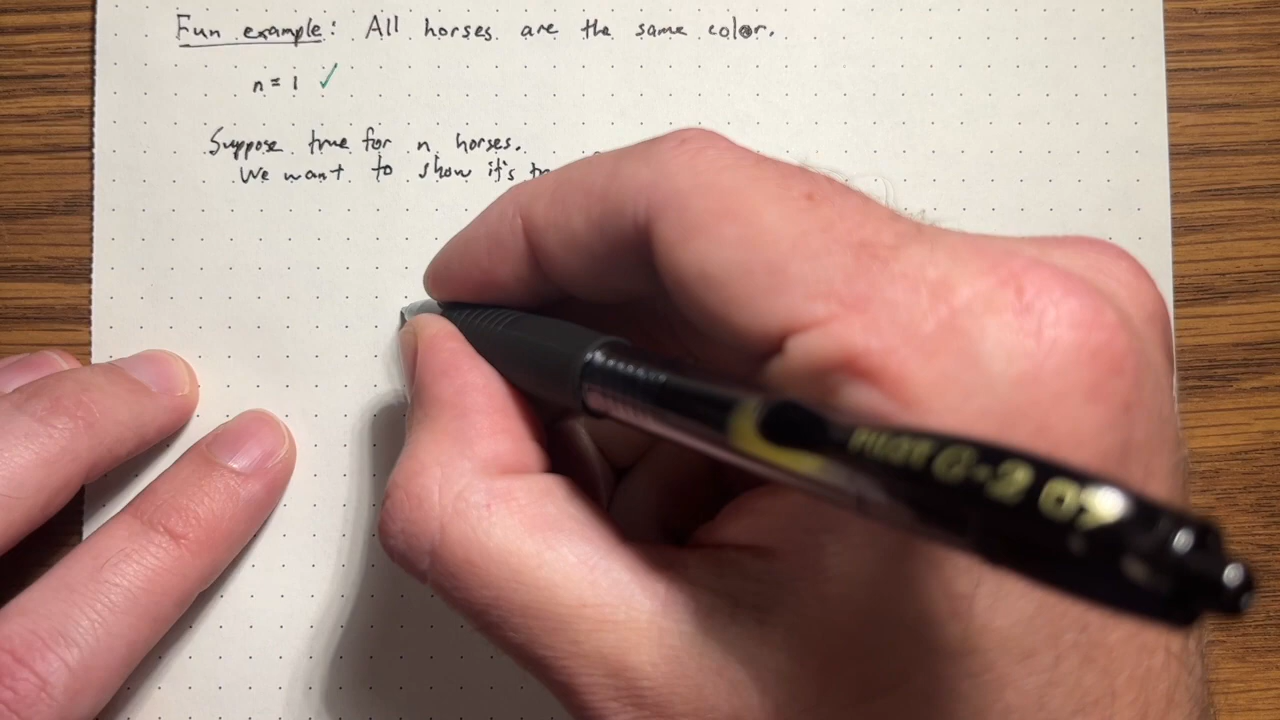 Fun example: All horses are the same color.
n = 1 ✓
Suppose true for n horses.
We want to show it's
PILOT G-2 07